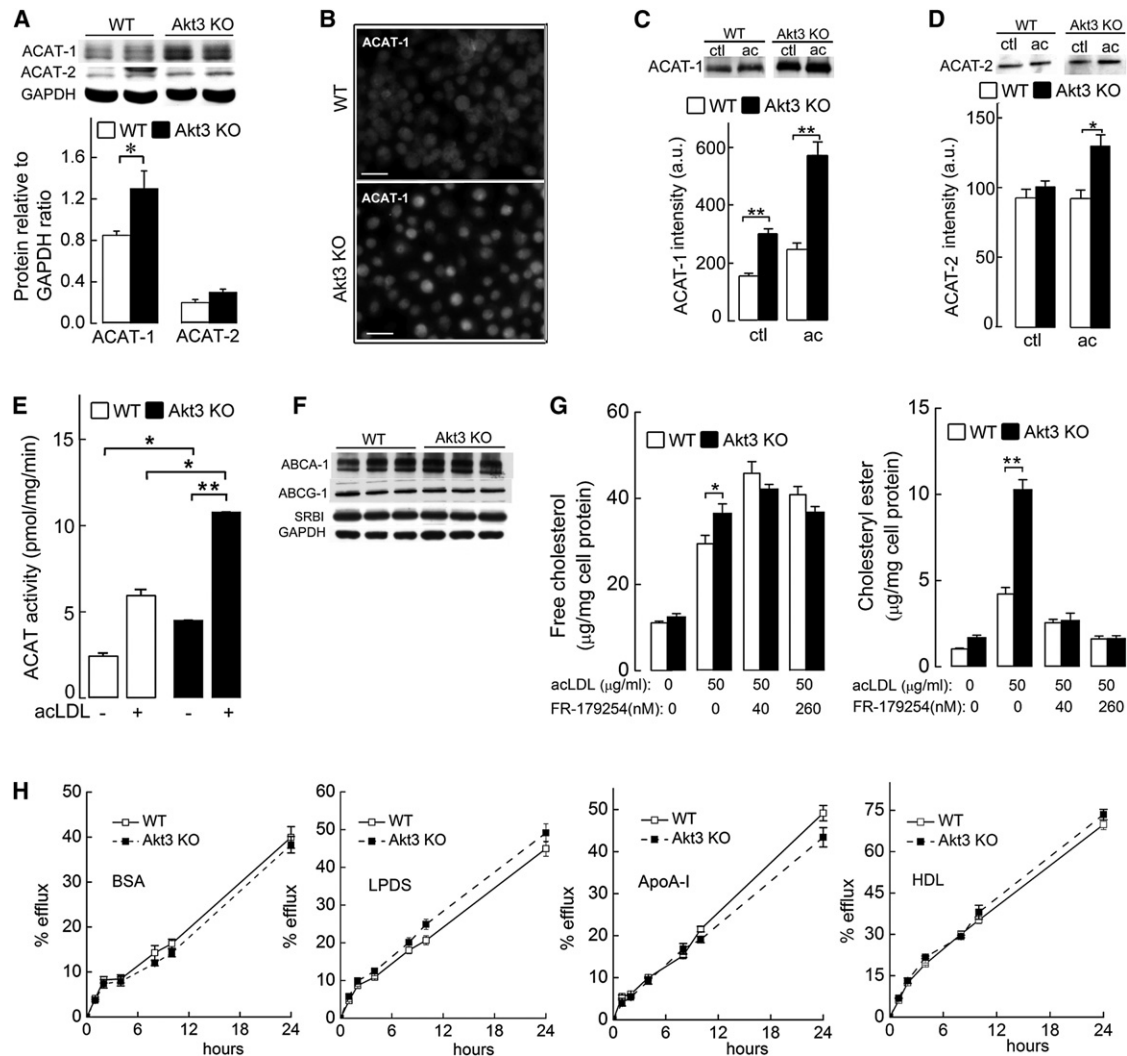 A
WT Akt3 KO
ACAT-1
ACAT-2
GAPDH
WT Akt3 KO
Protein relative to
GAPDH ratio
1.6
1.2
0.8
0.4
0.0
*
ACAT-1 ACAT-2
B
ACAT-1
WT
ACAT-1
Akt3 KO
C
WT Akt3 KO
ctl ac ctl ac
ACAT-1
WT Akt3 KO
ACAT-1 intensity (a.u.)
600
400
200
0
**
**
ctl ac
D
WT Akt3 KO
ctl ac ctl ac
ACAT-2
WT Akt3 KO
ACAT-2 intensity (a.u.)
150
100
50
0
*
ctl ac
E
WT Akt3 KO
ACAT activity (pmol/mg/min)
15
10
5
0
*
*
**
acLDL - + - +
F
WT Akt3 KO
ABCA-1
ABCG-1
SRBI
GAPDH
G
WT Akt3 KO
Free cholesterol
(μg/mg cell protein)
60
40
20
0
*
acLDL (μg/ml): 0 50 50 50
FR-179254(nM): 0 0 40 260
WT Akt3 KO
Cholesteryl ester
(μg/mg cell protein)
15
10
5
0
**
acLDL (μg/ml): 0 50 50 50
FR-179254(nM): 0 0 40 260
H
% efflux
50
40
30
20
10
0
WT
Akt3 KO
BSA
0 6 12 18 24
hours
% efflux
60
50
40
30
20
10
0
WT
Akt3 KO
LPDS
0 6 12 18 24
hours
% efflux
50
40
30
20
10
0
WT
Akt3 KO
ApoA-I
0 6 12 18 24
hours
% efflux
75
60
45
30
15
0
WT
Akt3 KO
HDL
0 6 12 18 24
hours